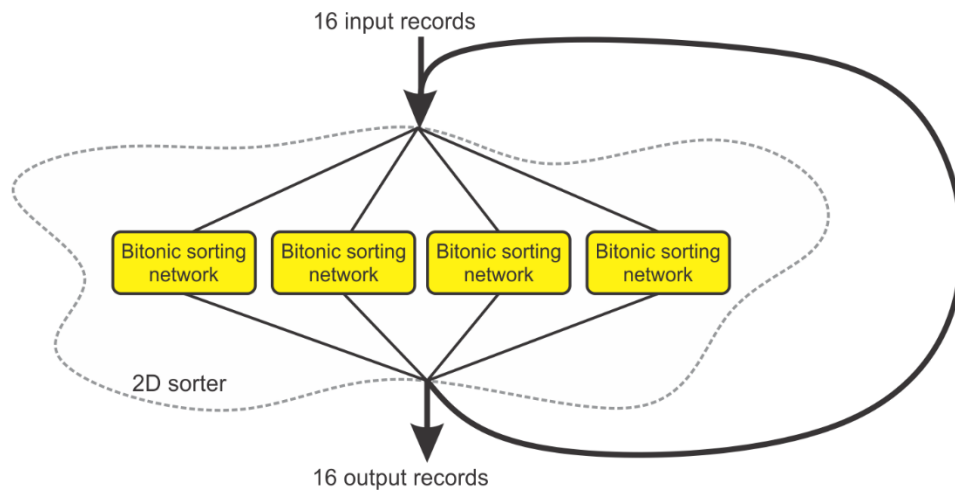 16 input records
Bitonic sorting
network
Bitonic sorting
network
Bitonic sorting
network
Bitonic sorting
network
2D sorter
16 output records